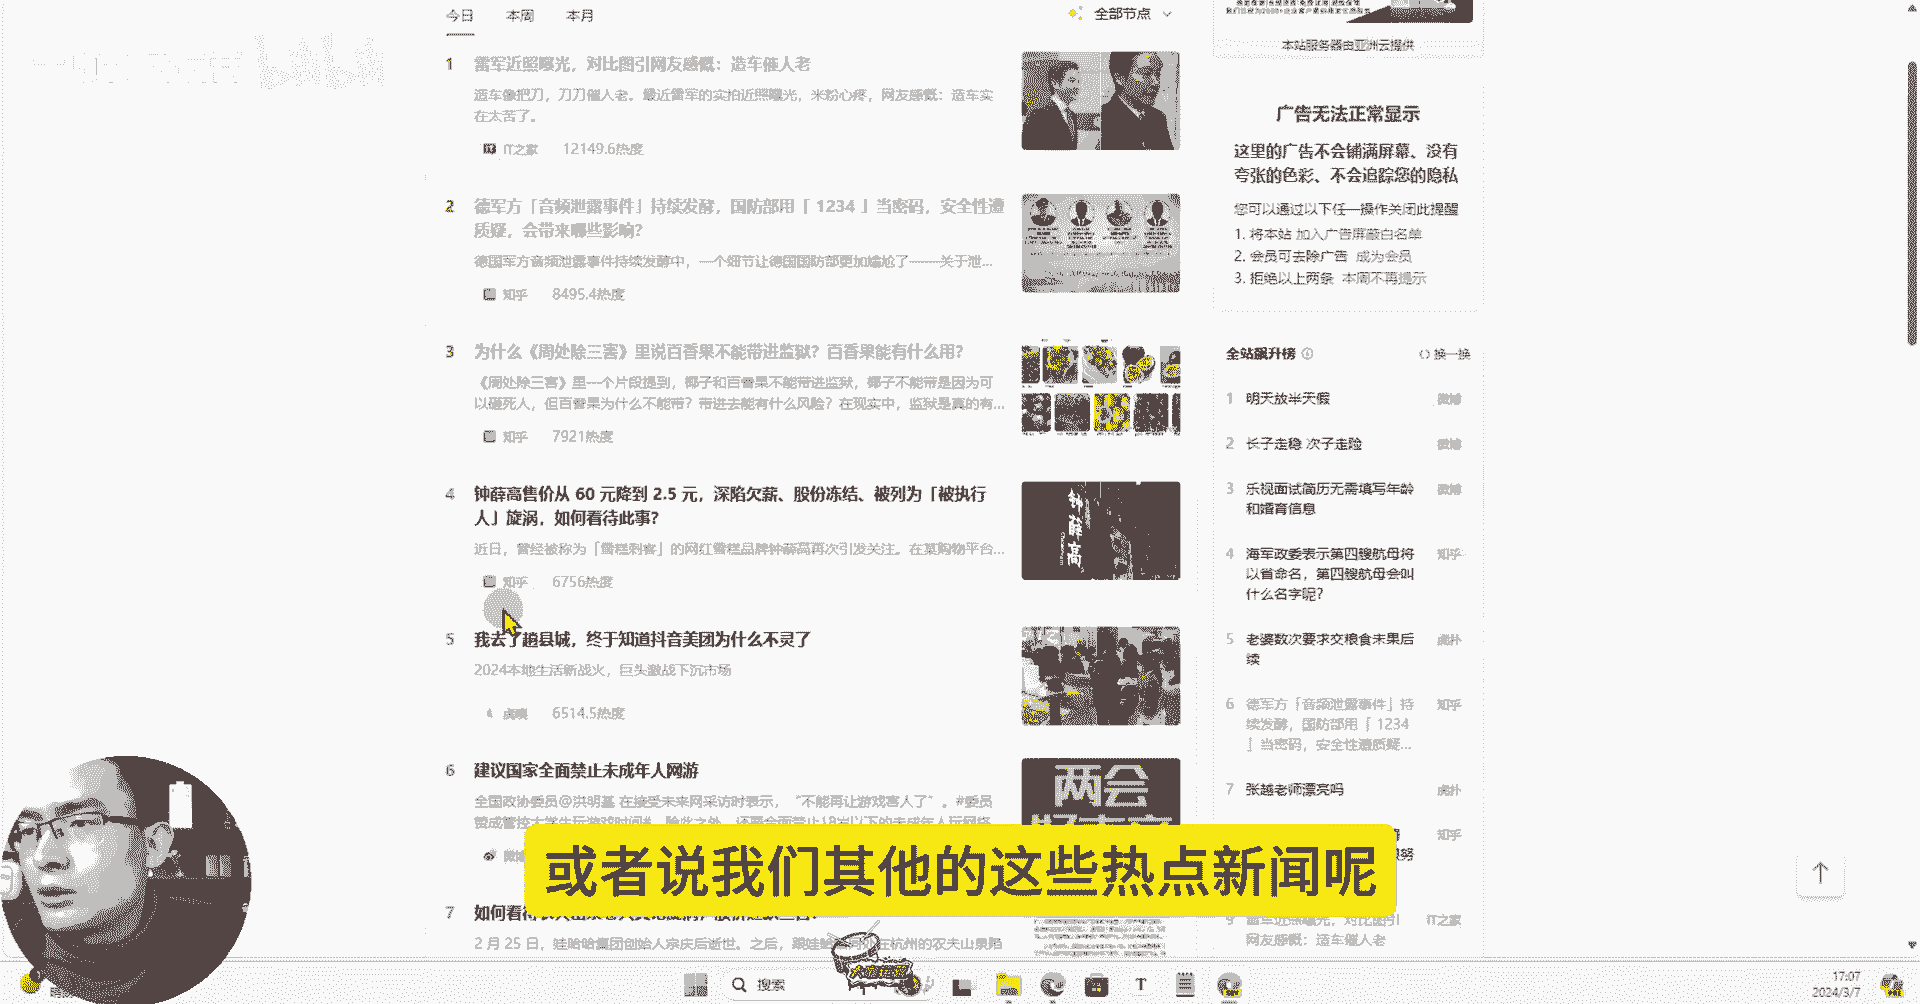 今日 本周 本月
全部节点
1 雷军近照曝光，对比图引网友感慨：造车催人老
造车像把刀，刀刀催人老。最近雷军的实拍近照曝光，米粉心疼，网友感慨：造车实
在太苦了。
IT之家 12149.6热度
2 德军方「音频泄露事件」持续发酵，国防部用「 1234 」当密码，安全性遭
质疑，会带来哪些影响？
德国军方音频泄露事件持续发酵中，一个细节让德国国防部更加尴尬了——关于泄...
知乎 8495.4热度
3 为什么《周处除三害》里说百香果不能带进监狱？百香果能有什么用？
《周处除三害》里一个片段提到，椰子和百香果不能带进监狱，椰子不能带是因为可
以砸死人，但百香果为什么不能带？带进去能有什么风险？在现实中，监狱是真的有...
知乎 7921热度
4 钟薛高售价从 60 元降到 2.5 元，深陷欠薪、股份冻结、被列为「被执行
人」旋涡，如何看待此事？
近日，曾经被称为「雪糕刺客」的网红雪糕品牌钟薛高再次引发关注。在某购物平台...
知乎 6756热度
钟薛高
5 我去了趟县城，终于知道抖音美团为什么不灵了
2024本地生活新战火，巨头激战下沉市场
虎嗅 6514.5热度
6 建议国家全面禁止未成年人网游
全国政协委员@洪明基 在接受未来网采访时表示，“不能再让游戏害人了”。#委员
赞成管控大学生玩游戏时间#
两会
7 如何看待
2 月 25 日，娃哈哈集团创始人宗庆后逝世。之后，
本站服务器由亚洲云提供
广告无法正常显示
这里的广告不会铺满屏幕、没有
夸张的色彩、不会追踪您的隐私
您可以通过以下任一操作关闭此提醒
1. 将本站 加入广告屏蔽白名单
2. 会员可去除广告 成为会员
3. 拒绝以上两条 本周不再提示
全站飙升榜 换一换
1 明天放半天假 微博
2 长子走稳 次子走险 微博
3 乐视面试简历无需填写年龄 微博
和婚育信息
4 海军政委表示第四艘航母将 知乎
以省命名，第四艘航母会叫
什么名字呢？
5 老婆数次要求交粮食未果后 虎扑
续
6 德军方「音频泄露事件」持 知乎
续发酵，国防部用「 1234
」当密码，安全性遭质疑...
7 张越老师漂亮吗 虎扑
知乎
9 雷军近照曝光，对比图引 IT之家
网友感慨：造车催人老
或者说我们其他的这些热点新闻呢
搜索
17:07
2024/3/7